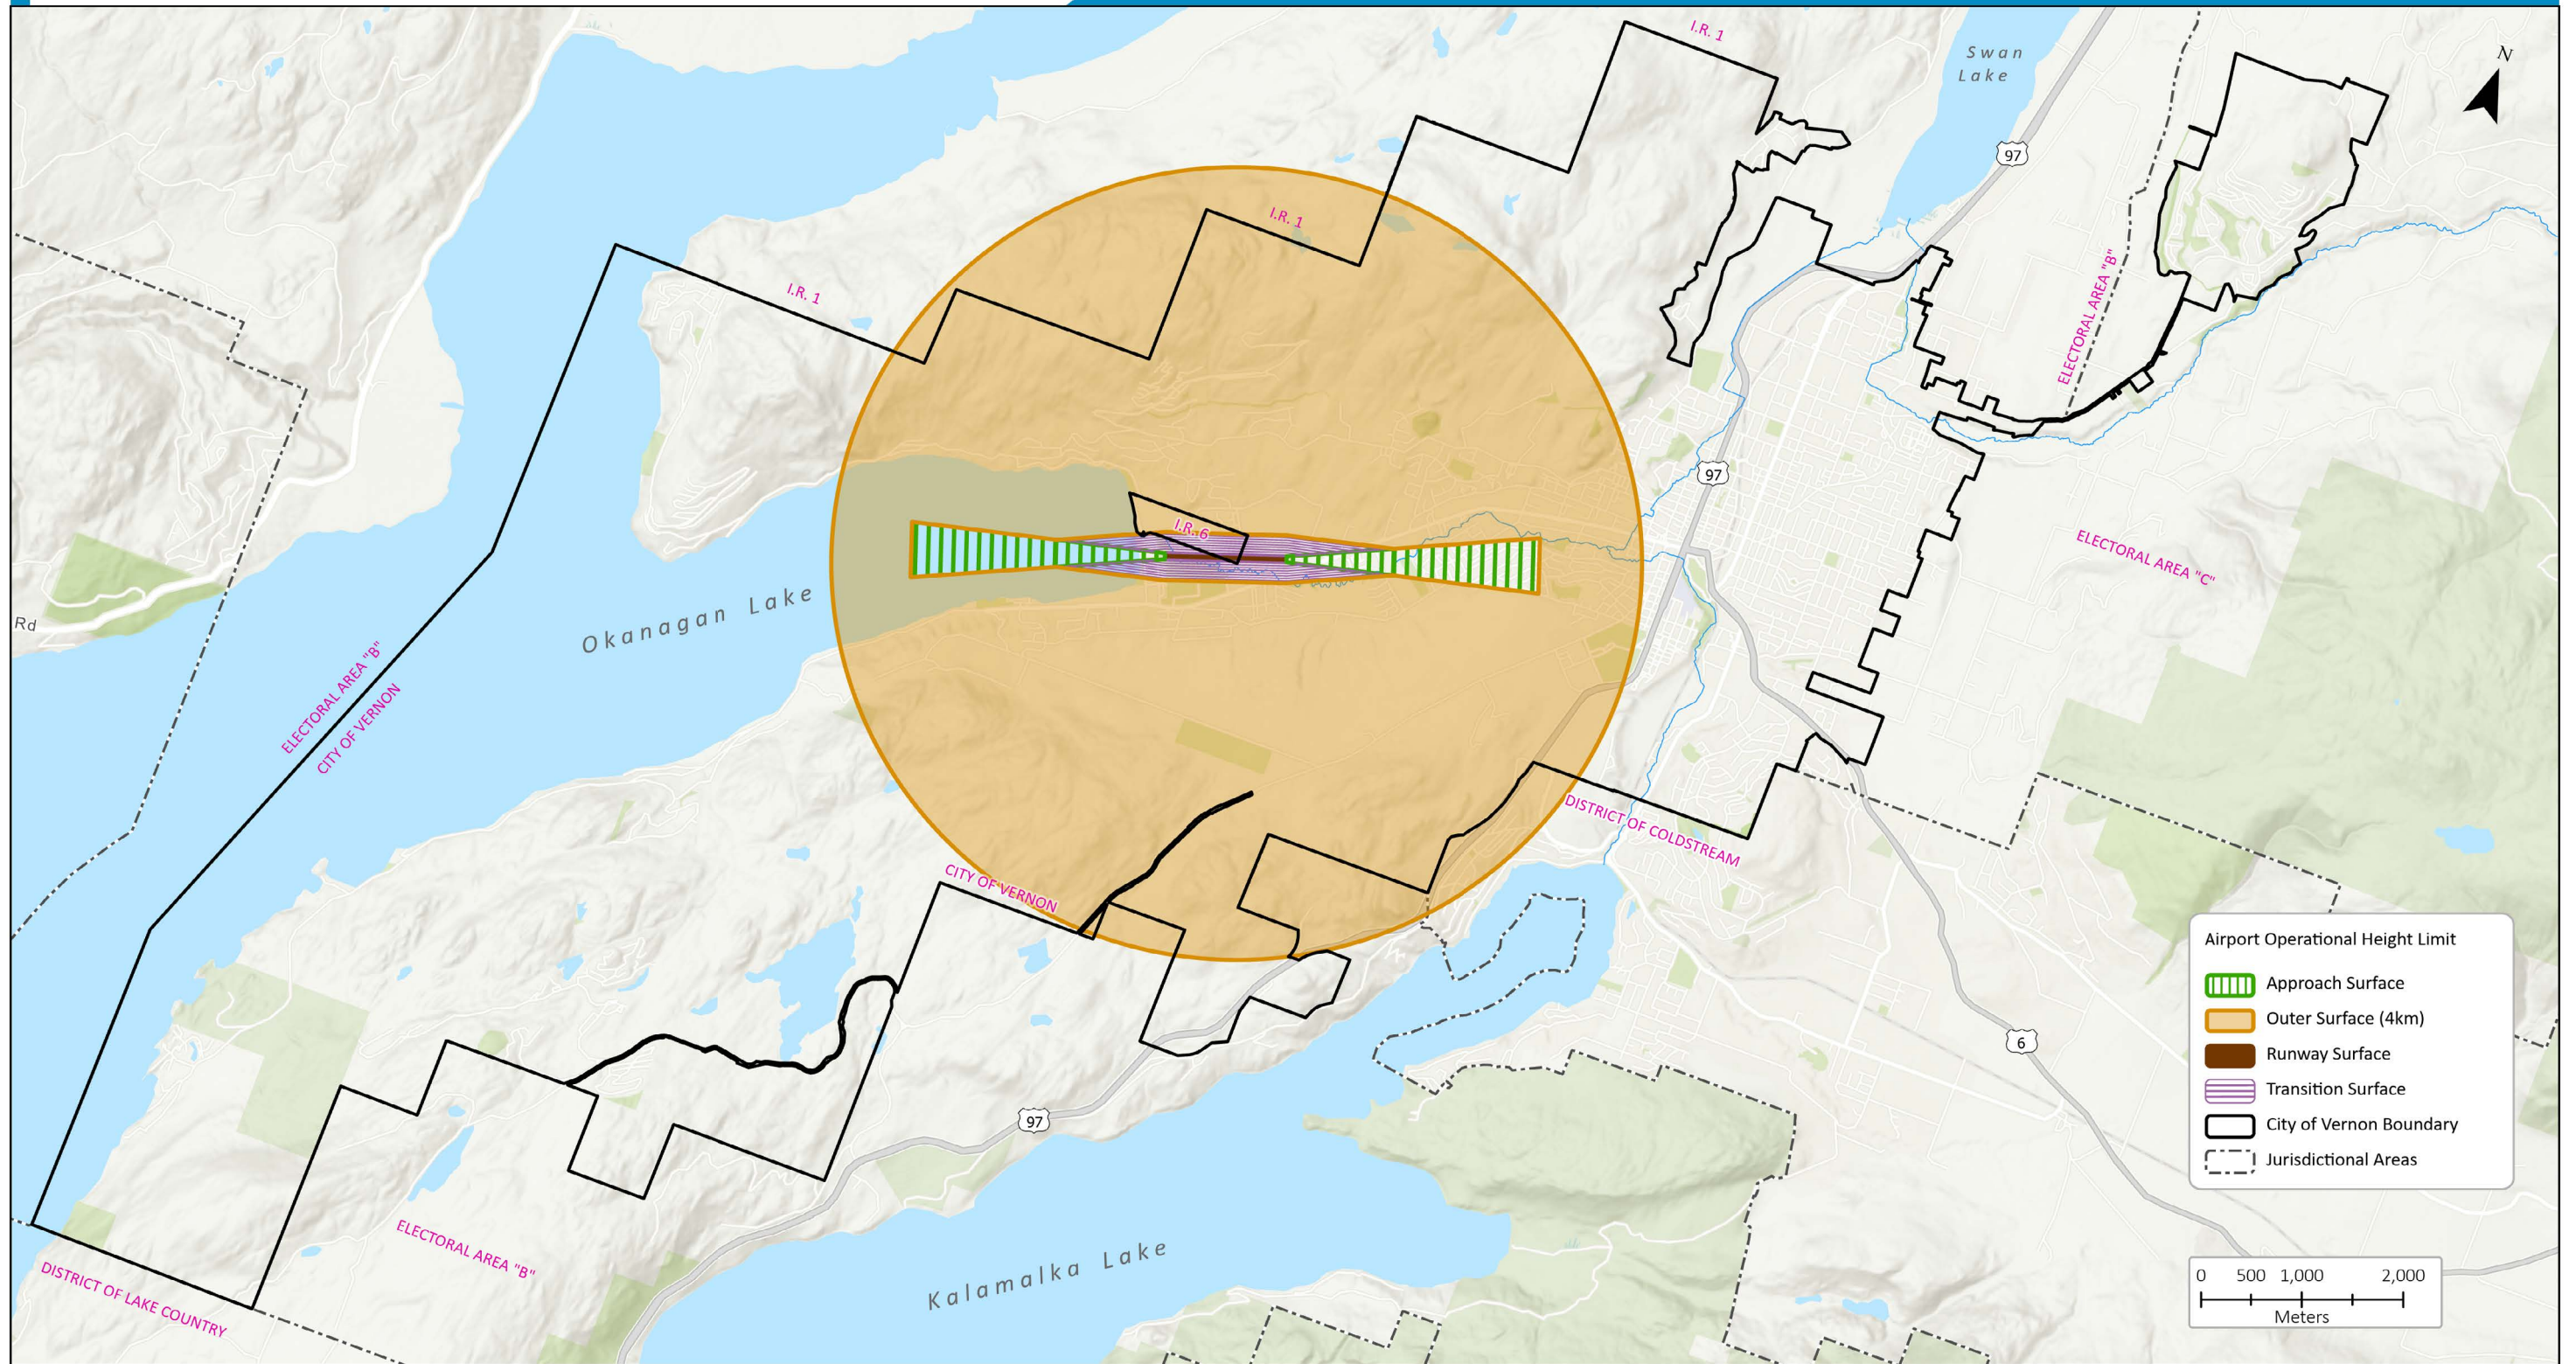 I.R. 1
Swan
Lake
N
97
I.R. 1
I.R. 1
ELECTORAL AREA "B"
97
I.R. 6
ELECTORAL AREA "C"
Okanagan Lake
Rd
ELECTORAL AREA "B"
CITY OF VERNON
DISTRICT OF COLDSTREAM
CITY OF VERNON
Airport Operational Height Limit
Approach Surface
Outer Surface (4km)
Runway Surface
Transition Surface
City of Vernon Boundary
Jurisdictional Areas
6
97
ELECTORAL AREA "B"
Kalamalka Lake
DISTRICT OF LAKE COUNTRY
0 500 1,000 2,000
Meters